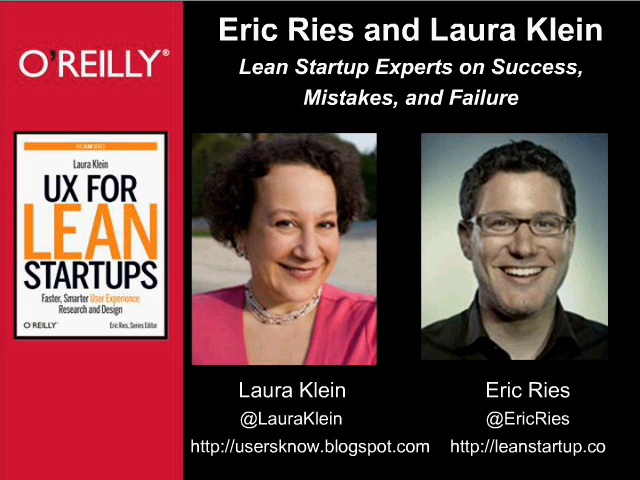 O'REILLY®
Eric Ries and Laura Klein
Lean Startup Experts on Success,
Mistakes, and Failure
THE LEAN SERIES
Laura Klein
UX FOR
LEAN
STARTUPS
Faster, Smarter User Experience
Research and Design
O'REILLY®
Eric Ries, Series Editor
Laura Klein
@LauraKlein
http://usersknow.blogspot.com
Eric Ries
@EricRies
http://leanstartup.co